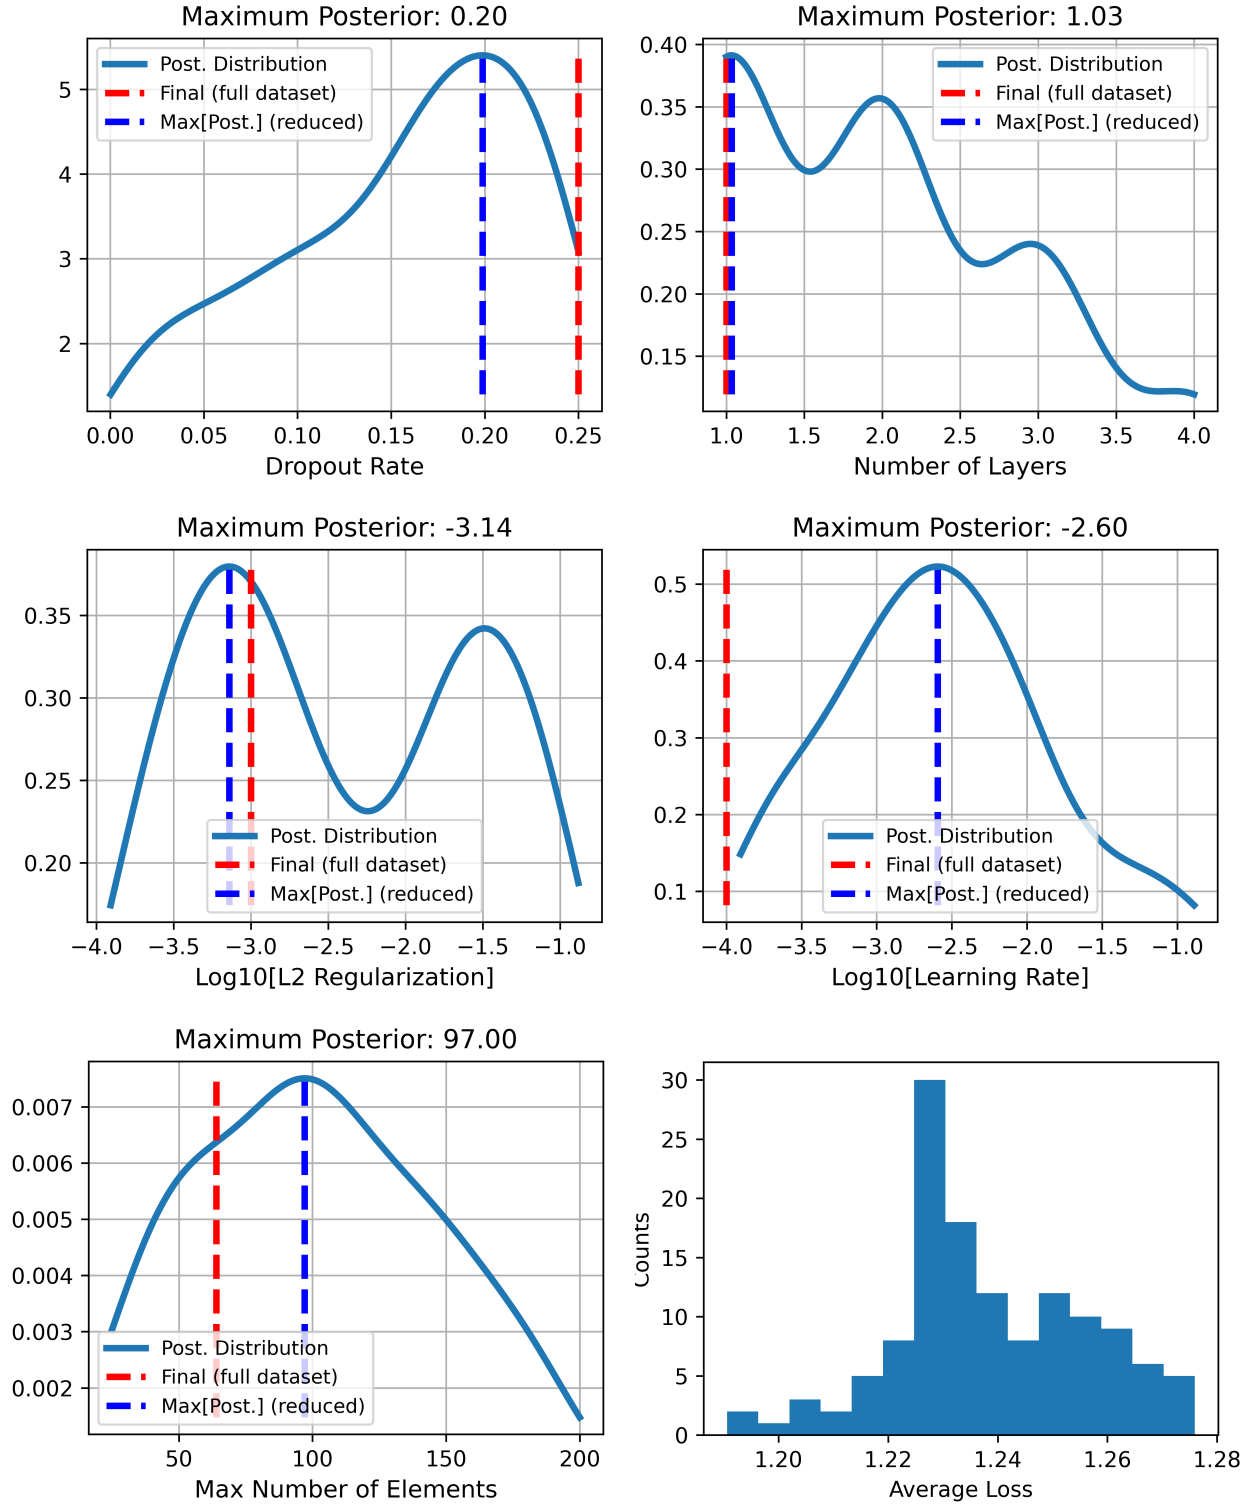 Maximum Posterior: 0.20
Post. Distribution
Final (full dataset)
Max[Post.] (reduced)
5
4
3
2
0.00 0.05 0.10 0.15 0.20 0.25
Dropout Rate
Maximum Posterior: 1.03
Post. Distribution
Final (full dataset)
Max[Post.] (reduced)
0.40
0.35
0.30
0.25
0.20
0.15
1.0 1.5 2.0 2.5 3.0 3.5 4.0
Number of Layers
Maximum Posterior: -3.14
0.35
0.30
0.25
0.20
Post. Distribution
Final (full dataset)
Max[Post.] (reduced)
−4.0 −3.5 −3.0 −2.5 −2.0 −1.5 −1.0
Log10[L2 Regularization]
Maximum Posterior: -2.60
0.5
0.4
0.3
0.2
0.1
Post. Distribution
Final (full dataset)
Max[Post.] (reduced)
−4.0 −3.5 −3.0 −2.5 −2.0 −1.5 −1.0
Log10[Learning Rate]
Maximum Posterior: 97.00
0.007
0.006
0.005
0.004
0.003
0.002
Post. Distribution
Final (full dataset)
Max[Post.] (reduced)
50 100 150 200
Max Number of Elements
30
25
20
15
10
5
0
Counts
1.20 1.22 1.24 1.26 1.28
Average Loss